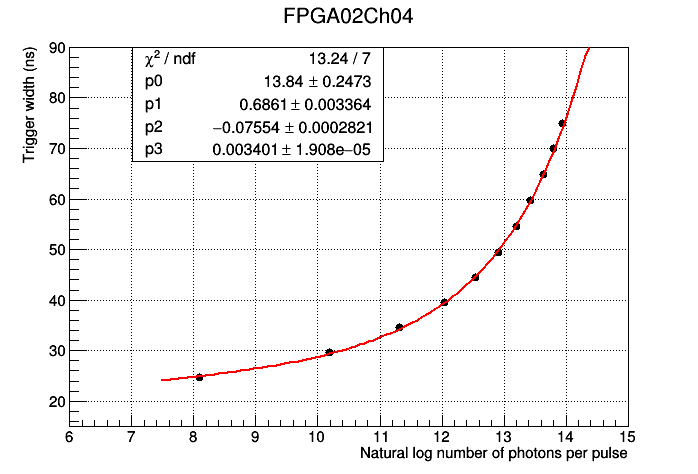 FPGA02Ch04
Trigger width (ns)
χ² / ndf 13.24 / 7
p0 13.84 ± 0.2473
p1 0.6861 ± 0.003364
p2 −0.07554 ± 0.0002821
p3 0.003401 ± 1.908e−05
90
80
70
60
50
40
30
20
6 7 8 9 10 11 12 13 14 15
Natural log number of photons per pulse